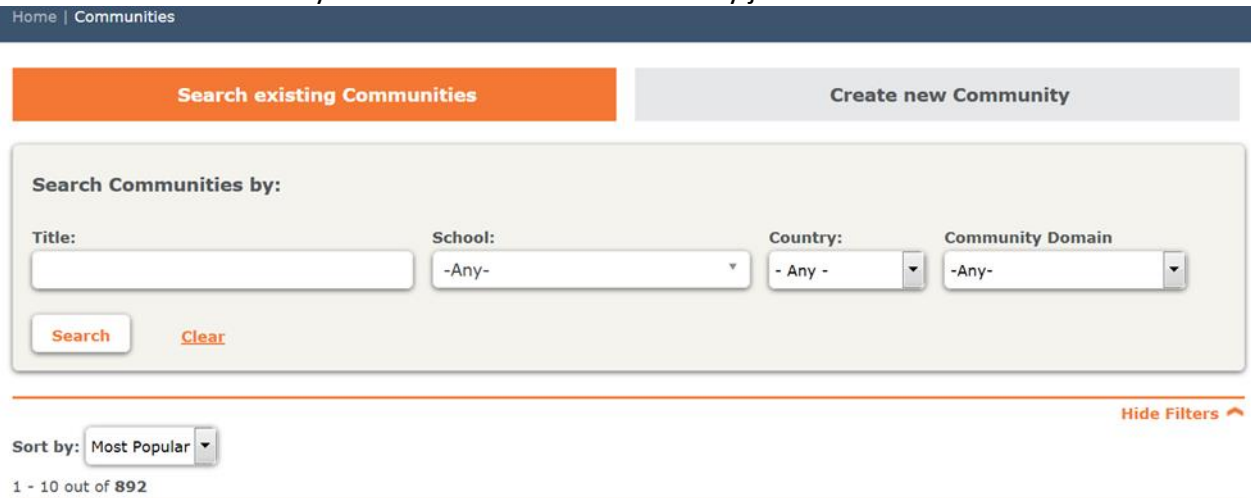 Home | Communities
Search existing Communities Create new Community
Search Communities by:
Title: School: Country: Community Domain
-Any- - Any - -Any-
Search Clear
Hide Filters
Sort by: Most Popular
1 - 10 out of 892